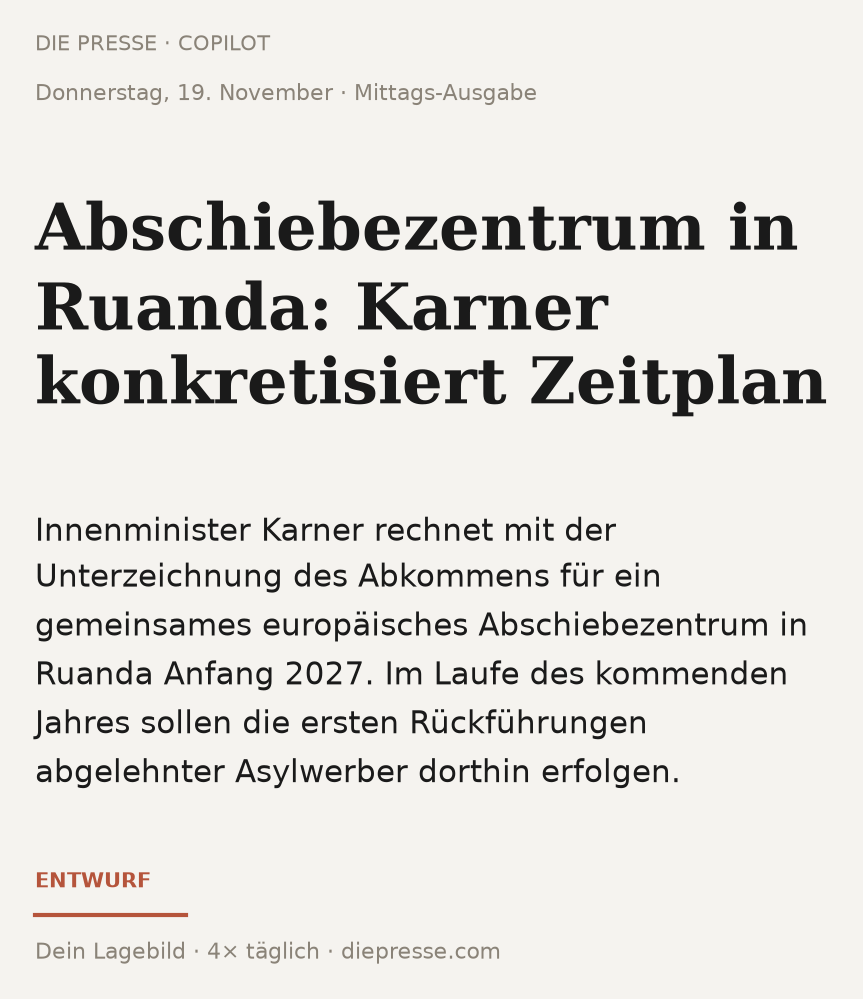 DIE PRESSE · COPILOT
Donnerstag, 19. November · Mittags-Ausgabe
Abschiebezentrum in
Ruanda: Karner
konkretisiert Zeitplan
Innenminister Karner rechnet mit der
Unterzeichnung des Abkommens für ein
gemeinsames europäisches Abschiebezentrum in
Ruanda Anfang 2027. Im Laufe des kommenden
Jahres sollen die ersten Rückführungen
abgelehnter Asylwerber dorthin erfolgen.
ENTWURF
Dein Lagebild · 4× täglich · diepresse.com